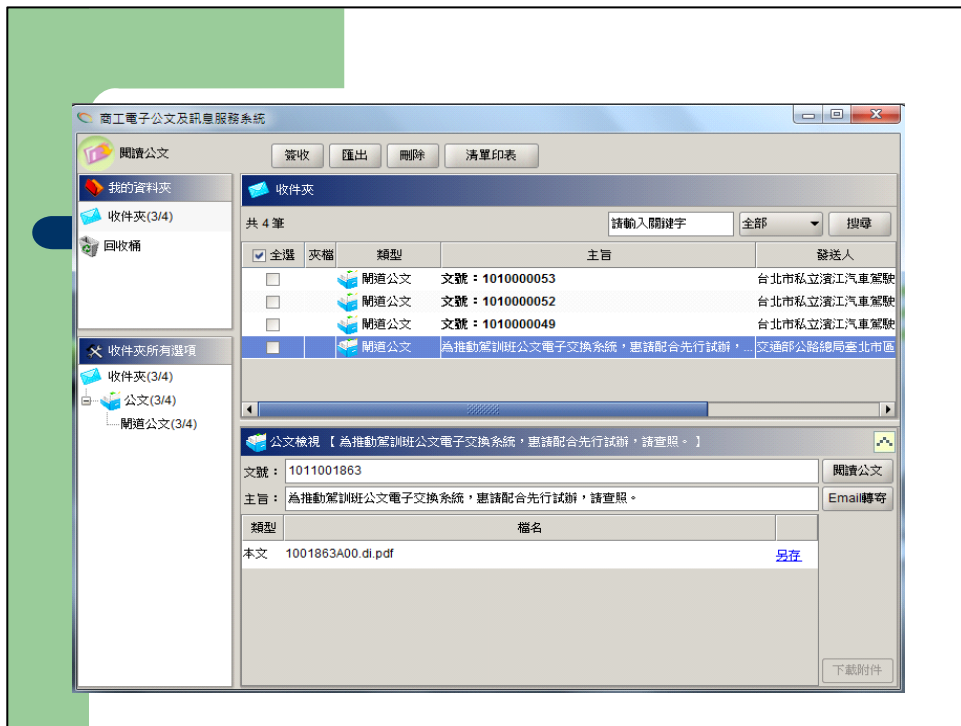 商工電子公文及訊息服務系統
閱讀公文 簽收 匯出 刪除 清單印表
我的資料夾
收件夾(3/4)
回收桶
收件夾所有選項
收件夾(3/4)
公文(3/4)
閘道公文(3/4)
收件夾
共 4 筆 請輸入關鍵字 全部 搜尋
全選 夾檔 類型 主旨 發送人
閘道公文 文號：1010000053 台北市私立濱江汽車駕駛
閘道公文 文號：1010000052 台北市私立濱江汽車駕駛
閘道公文 文號：1010000049 台北市私立濱江汽車駕駛
閘道公文 為推動駕訓班公文電子交換系統，惠請配合先行試辦，... 交通部公路總局臺北市區
公文檢視 【 為推動駕訓班公文電子交換系統，惠請配合先行試辦，請查照。 】
文號： 1011001863 閱讀公文
主旨： 為推動駕訓班公文電子交換系統，惠請配合先行試辦，請查照。 Email轉寄
類型 檔名
本文 1001863A00.di.pdf 另存
下載附件